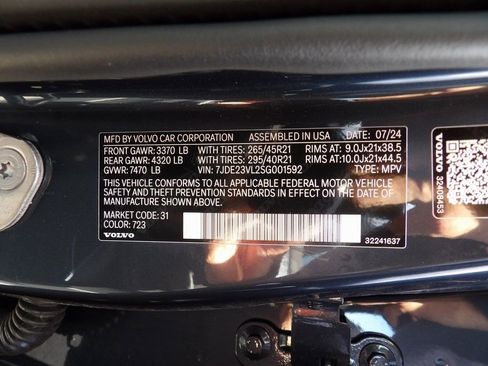 MFD BY VOLVO CAR CORPORATION ASSEMBLED IN USA 07/24
FRONT GAWR: 3370 LB WITH TIRES: 265/45R21 RIMS AT 9.0Jx21x38.5
REAR GAWR: 4320 LB WITH TIRES: 295/40R21 RIMS AT 10.0Jx21x44.5
GVWR: 7470 LB VIN: 7JDE23VL2SG001592 TYPE: MPV
THIS VEHICLE CONFORMS TO ALL APPLICABLE FEDERAL MOTOR VEHICLE
SAFETY AND THEFT PREVENTION STANDARDS IN EFFECT ON THE DATE OF
MANUFACTURE SHOWN ABOVE.
MARKET CODE: 31
COLOR: 723
VOLVO
32241637
VOLVO
32408453